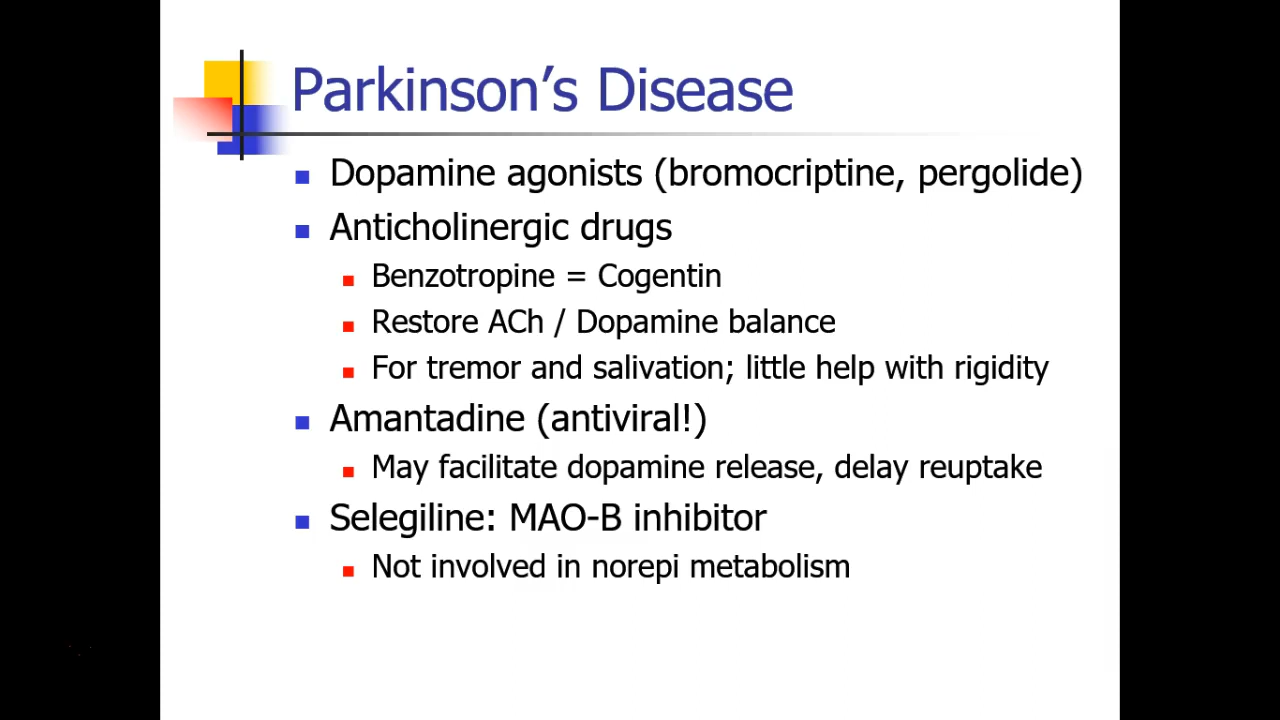 Parkinson’s Disease
Dopamine agonists (bromocriptine, pergolide)
Anticholinergic drugs
Benzotropine = Cogentin
Restore ACh / Dopamine balance
For tremor and salivation; little help with rigidity
Amantadine (antiviral!)
May facilitate dopamine release, delay reuptake
Selegiline: MAO-B inhibitor
Not involved in norepi metabolism